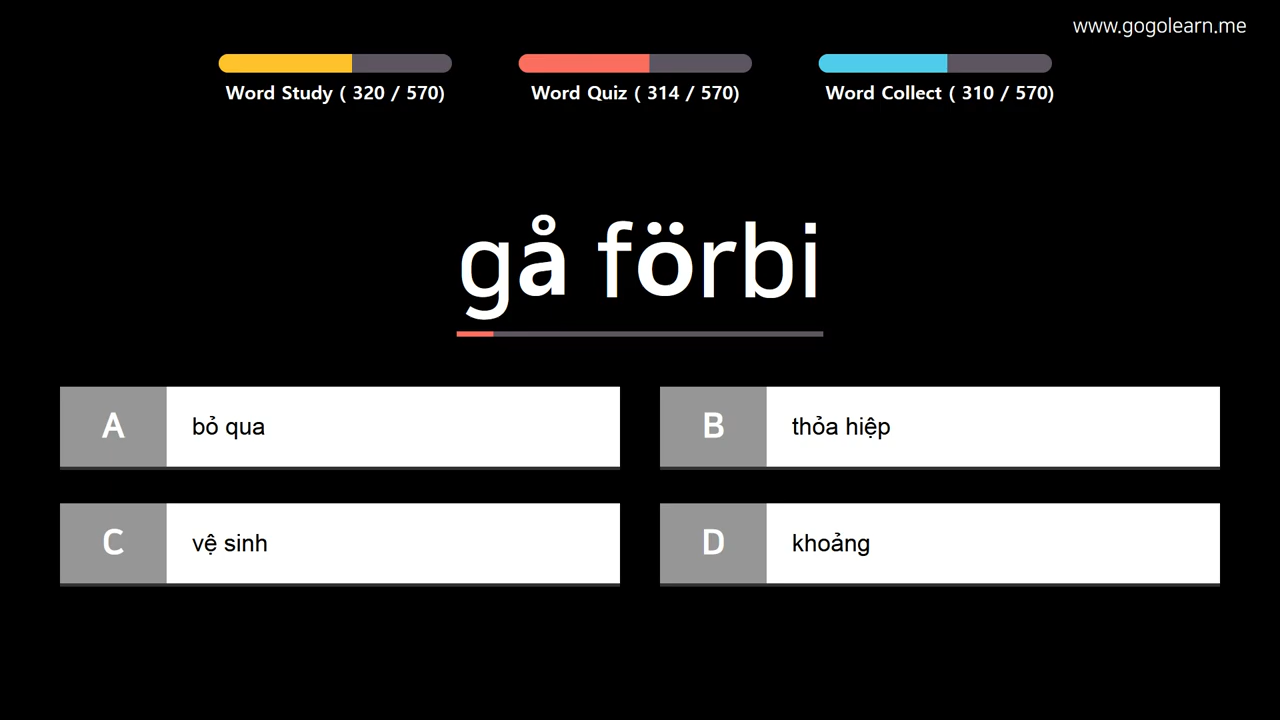 www.gogolearn.me
Word Study ( 320 / 570)
Word Quiz ( 314 / 570)
Word Collect ( 310 / 570)
gå förbi
A
bỏ qua
B
thỏa hiệp
C
vệ sinh
D
khoảng